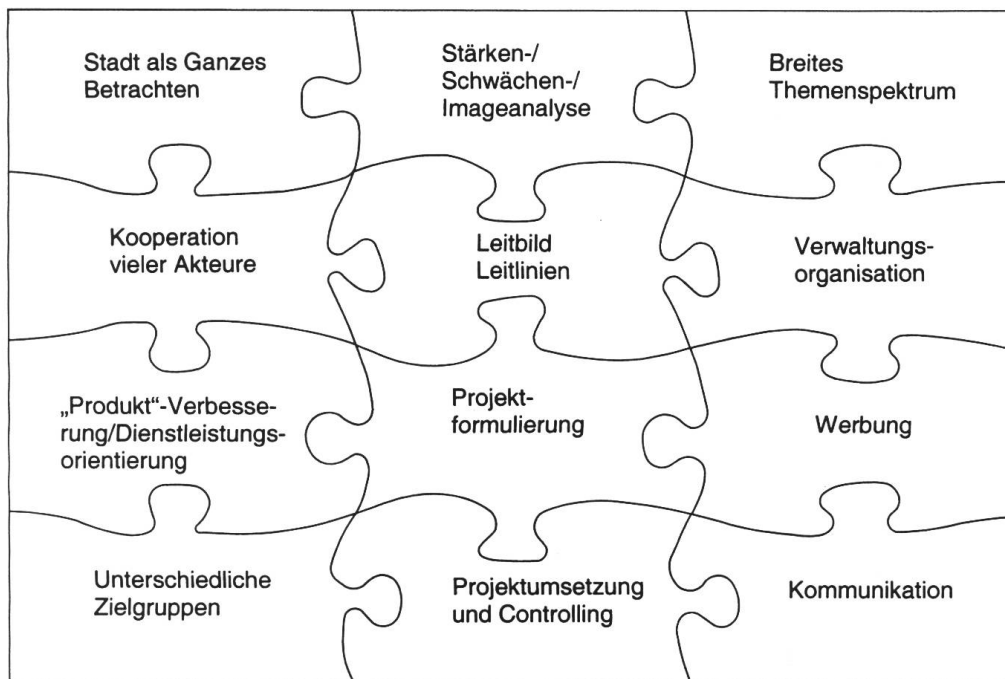 Stadt als Ganzes
Betrachten
Stärken-/
Schwächen-/
Imageanalyse
Breites
Themenspektrum
Kooperation
vieler Akteure
Leitbild
Leitlinien
Verwaltungs-
organisation
„Produkt“-Verbesse-
rung/Dienstleistungs-
orientierung
Projekt-
formulierung
Werbung
Unterschiedliche
Zielgruppen
Projektumsetzung
und Controlling
Kommunikation